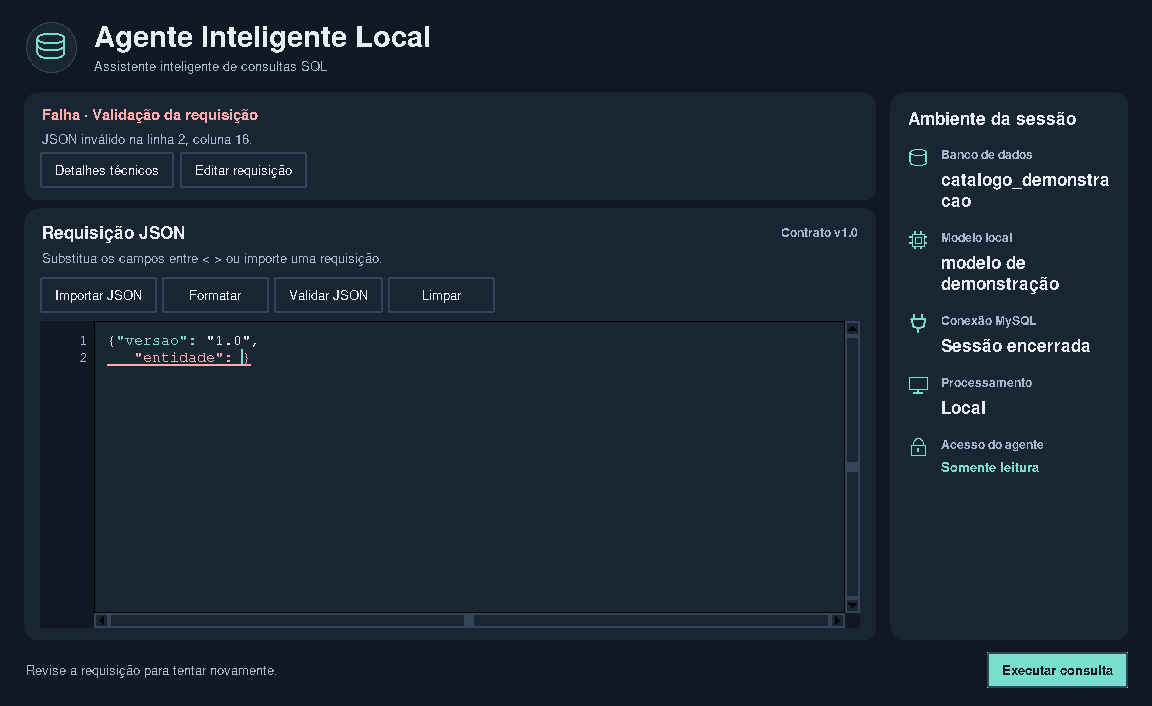 Agente Inteligente Local
Assistente inteligente de consultas SQL
Falha · Validação da requisição
JSON inválido na linha 2, coluna 16.
Detalhes técnicos
Editar requisição
Requisição JSON
Contrato v1.0
Substitua os campos entre < > ou importe uma requisição.
Importar JSON
Formatar
Validar JSON
Limpar
1 {"versao": "1.0",
2 "entidade": }
Ambiente da sessão
Banco de dados
catalogo_demonstra
cao
Modelo local
modelo de
demonstração
Conexão MySQL
Sessão encerrada
Processamento
Local
Acesso do agente
Somente leitura
Revise a requisição para tentar novamente.
Executar consulta